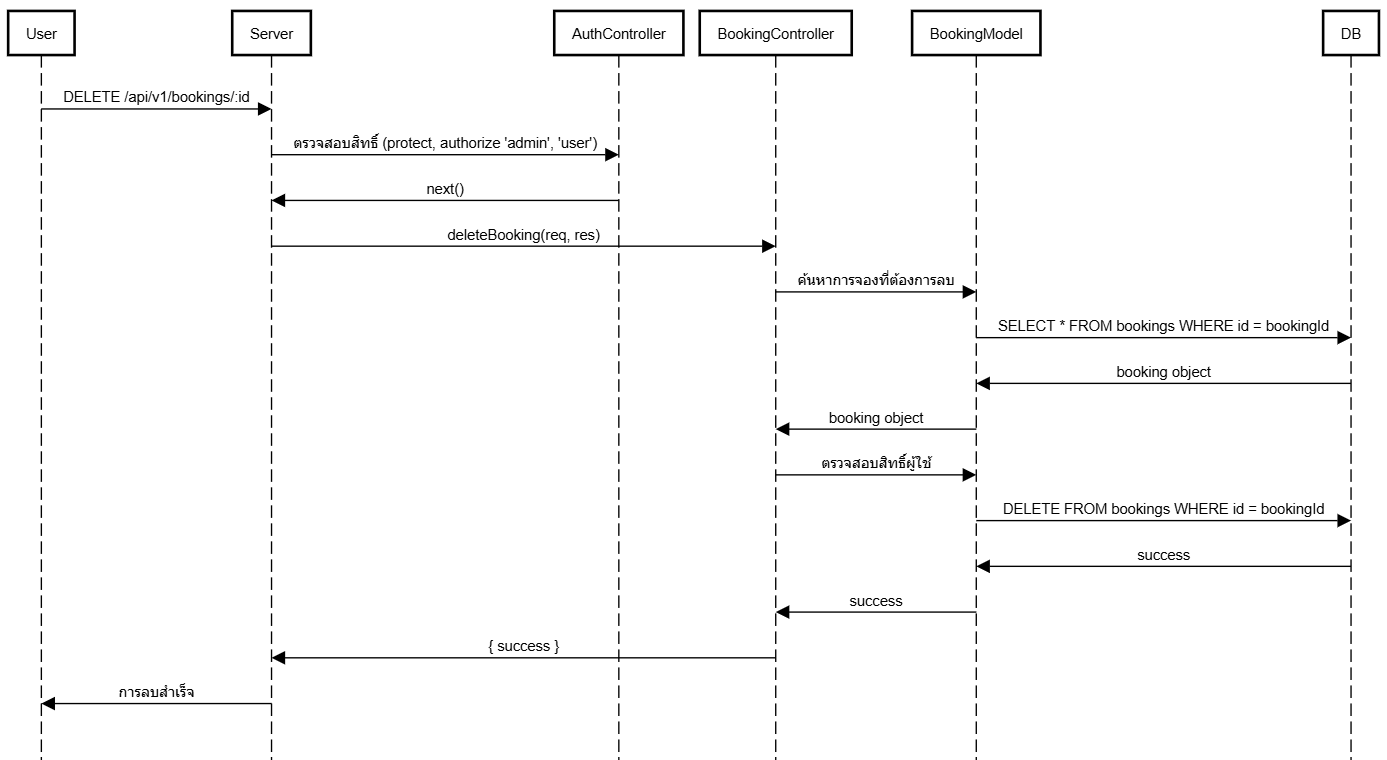 User
Server
AuthController
BookingController
BookingModel
DB
DELETE /api/v1/bookings/:id
ตรวจสอบสิทธิ์ (protect, authorize 'admin', 'user')
next()
deleteBooking(req, res)
ค้นหาการจองที่ต้องการลบ
SELECT * FROM bookings WHERE id = bookingId
booking object
booking object
ตรวจสอบสิทธิ์ผู้ใช้
DELETE FROM bookings WHERE id = bookingId
success
success
{ success }
การลบสำเร็จ